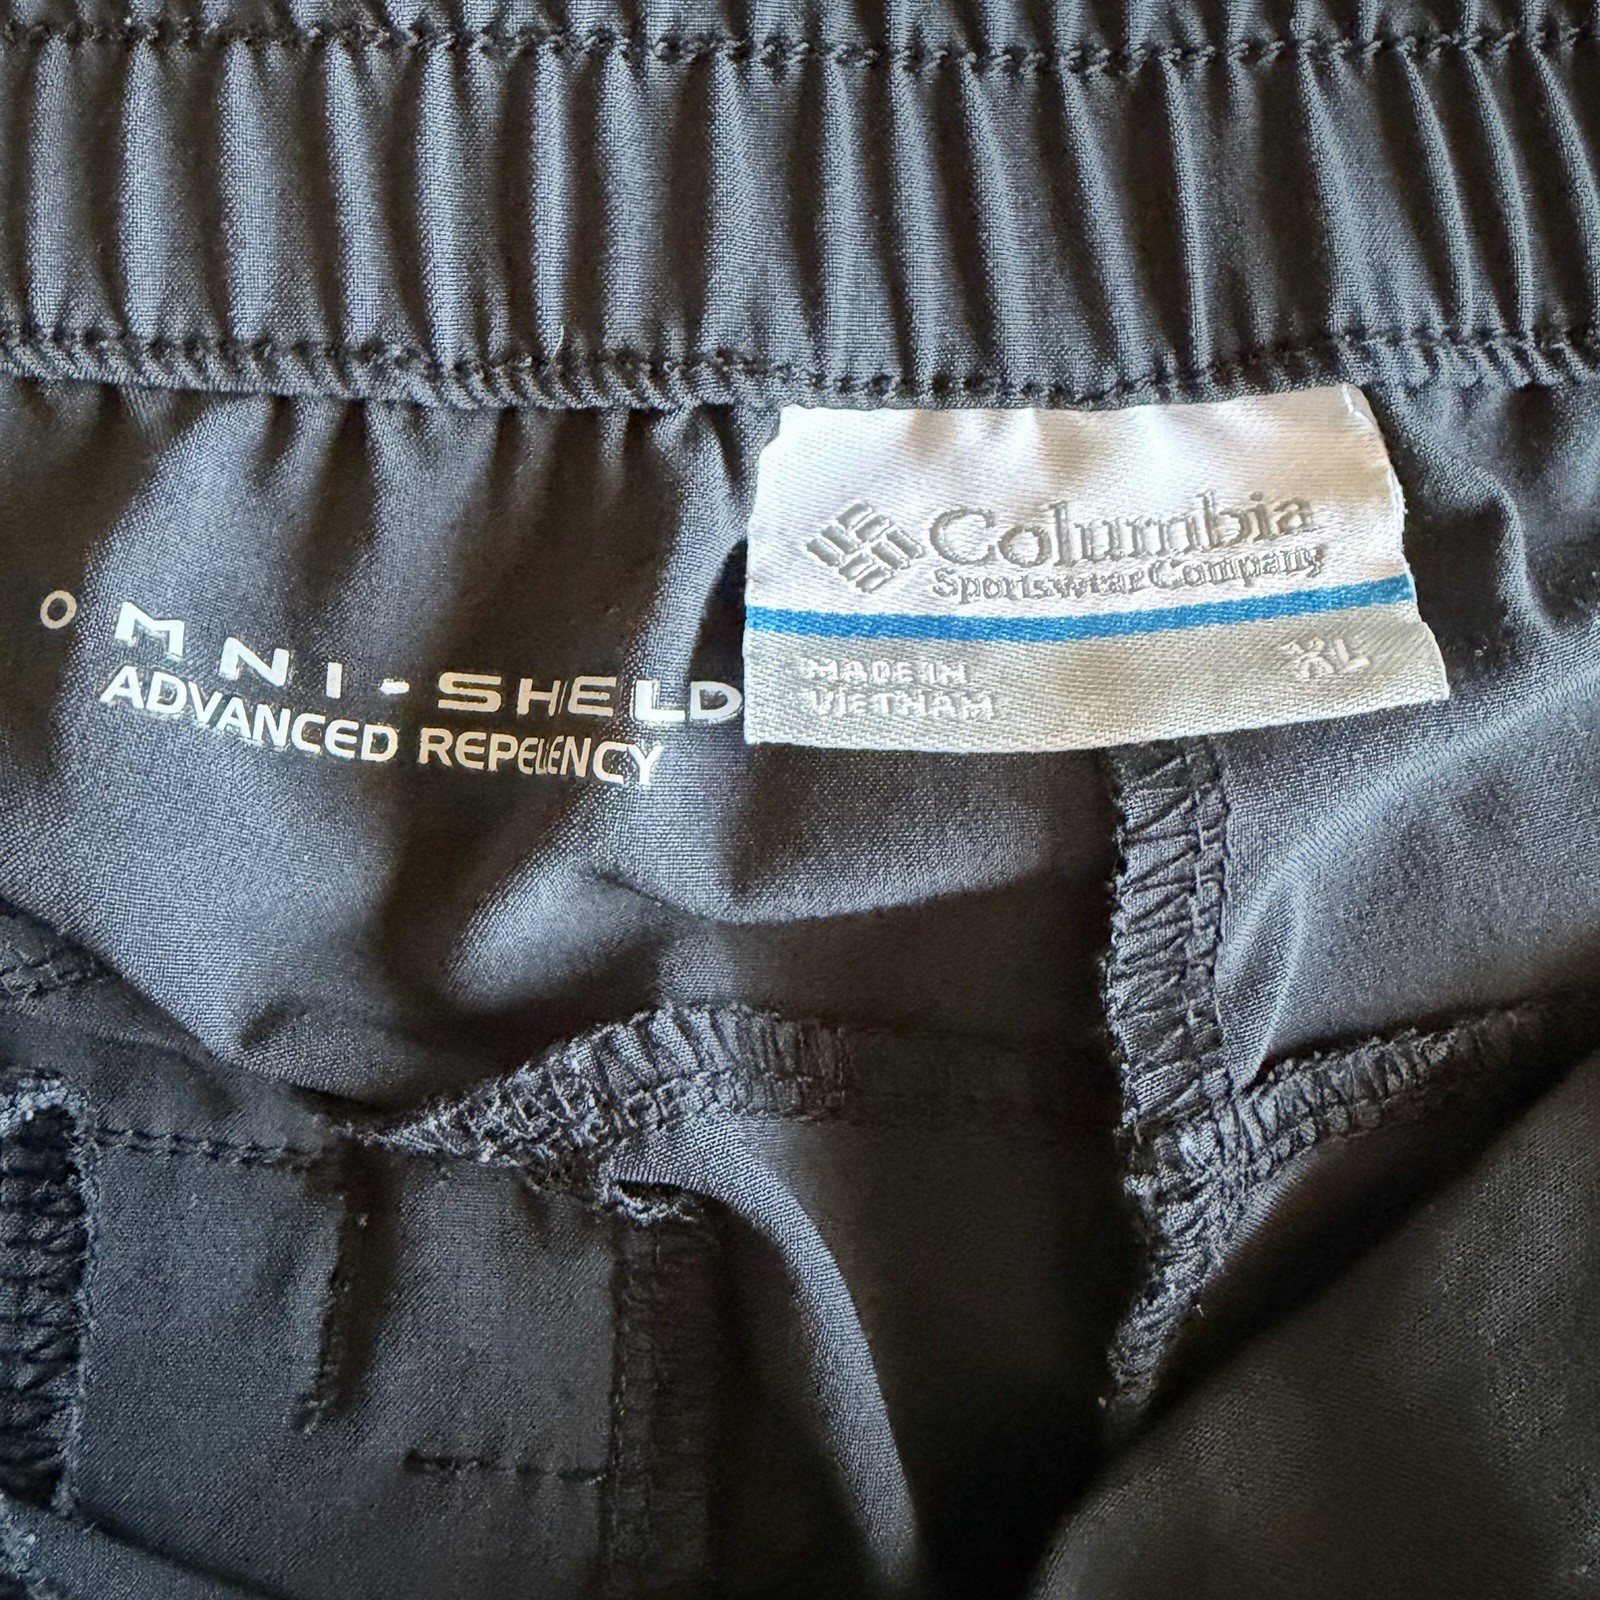 OMNI-SHIELD
ADVANCED REPELLENCY
Columbia
Sportswear Company
MADE IN
VIETNAM
XL